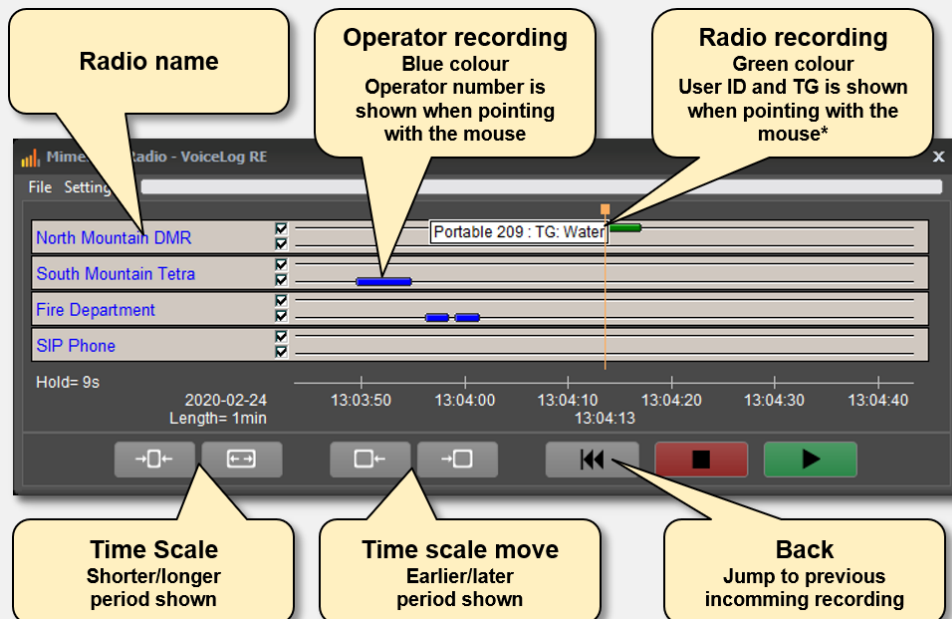 Radio name
Operator recording
Blue colour
Operator number is
shown when pointing
with the mouse
Radio recording
Green colour
User ID and TG is shown
when pointing with the
mouse*
Radio - VoiceLog RE
x
File Setting
North Mountain DMR
Portable 209 : TG: Water
South Mountain Tetra
Fire Department
SIP Phone
Hold= 9s
2020-02-24
Length= 1min
13:03:50 13:04:00 13:04:10 13:04:20 13:04:30 13:04:40
13:04:13
Time Scale
Shorter/longer
period shown
Time scale move
Earlier/later
period shown
Back
Jump to previous
incomming recording